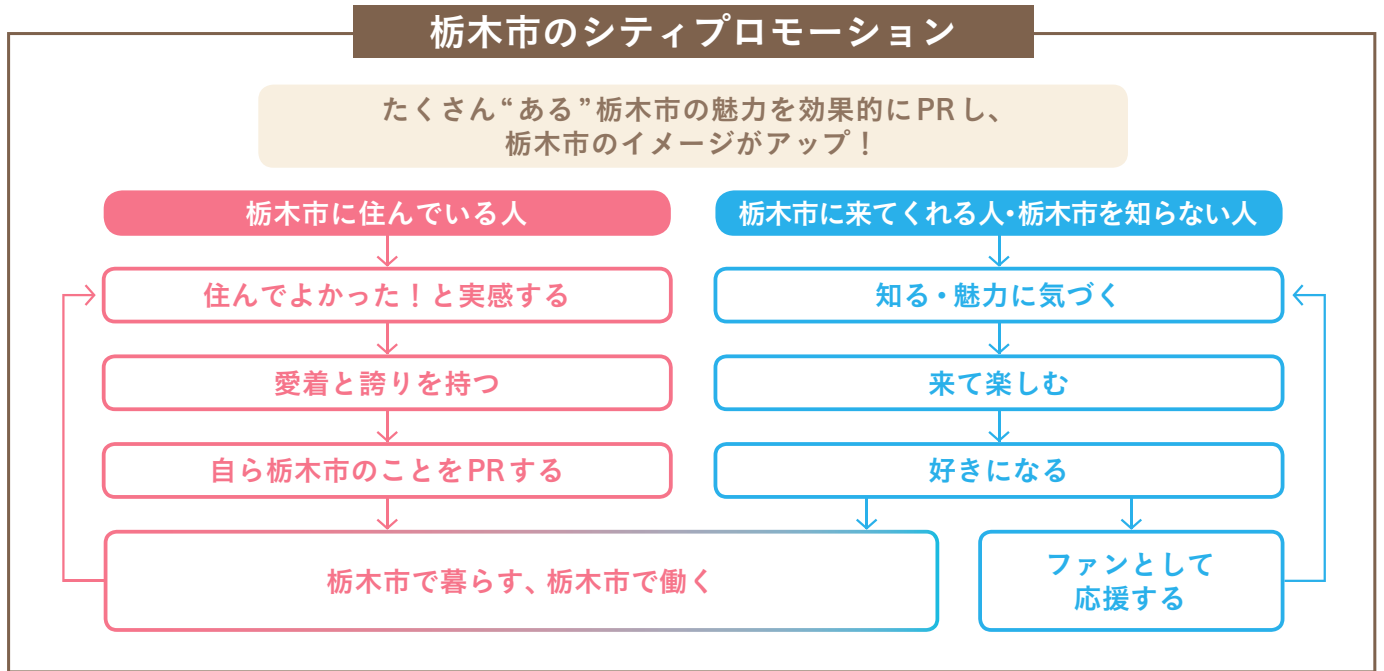 栃木市のシティプロモーション
たくさん“ある”栃木市の魅力を効果的にPRし、
栃木市のイメージがアップ！
栃木市に住んでいる人
住んでよかった！と実感する
愛着と誇りを持つ
自ら栃木市のことをPRする
栃木市に来てくれる人・栃木市を知らない人
知る・魅力に気づく
来て楽しむ
好きになる
栃木市で暮らす、栃木市で働く
ファンとして
応援する